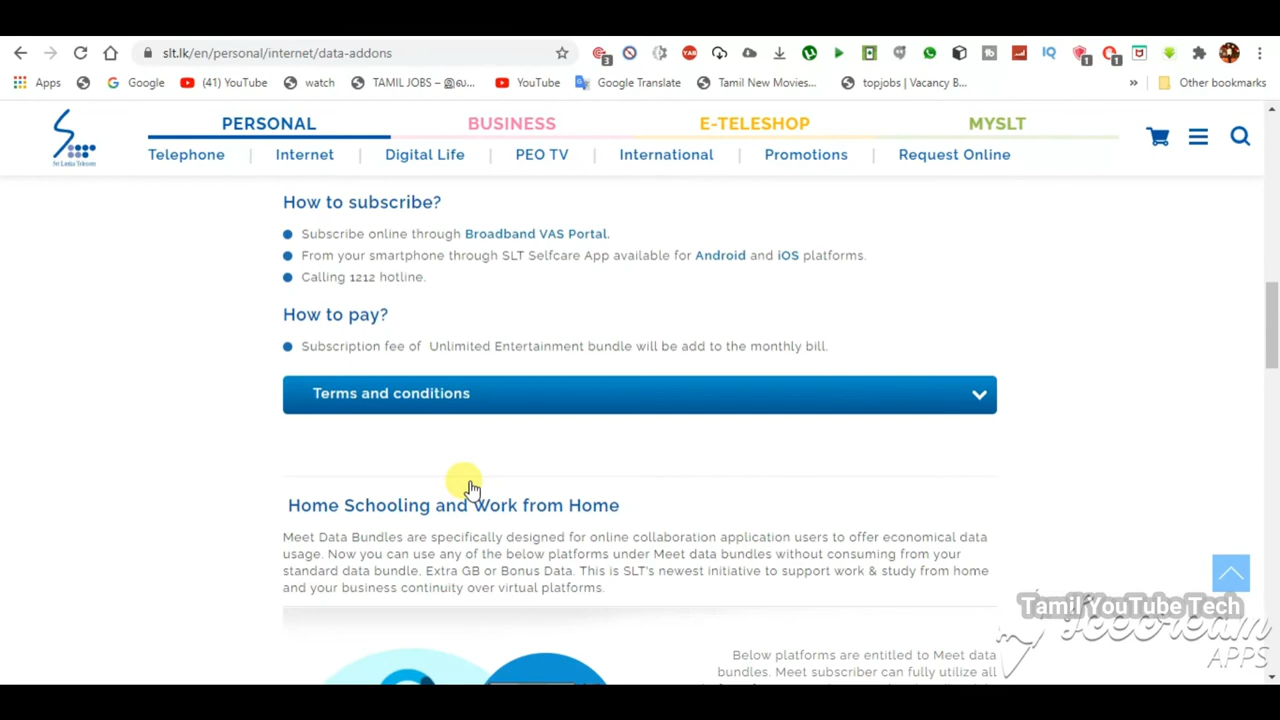 slt.lk/en/personal/internet/data-addons
3
1
1
Apps
Google
(41) YouTube
watch
TAMIL JOBS – இல...
YouTube
Google Translate
Tamil New Movies...
topjobs | Vacancy B...
»
Other bookmarks
Sri Lanka Telecom
PERSONAL
BUSINESS
E-TELESHOP
MYSLT
Telephone | Internet | Digital Life | PEO TV | International | Promotions | Request Online
How to subscribe?
Subscribe online through Broadband VAS Portal.
From your smartphone through SLT Selfcare App available for Android and iOS platforms.
Calling 1212 hotline.
How to pay?
Subscription fee of Unlimited Entertainment bundle will be add to the monthly bill.
Terms and conditions
Home Schooling and Work from Home
Meet Data Bundles are specifically designed for online collaboration application users to offer economical data
usage. Now you can use any of the below platforms under Meet data bundles without consuming from your
standard data bundle, Extra GB or Bonus Data. This is SLT's newest initiative to support work & study from home
and your business continuity over virtual platforms.
Below platforms are entitled to Meet data
bundles. Meet subscriber can fully utilize all
Tamil YouTube Tech
Icecream
APPS